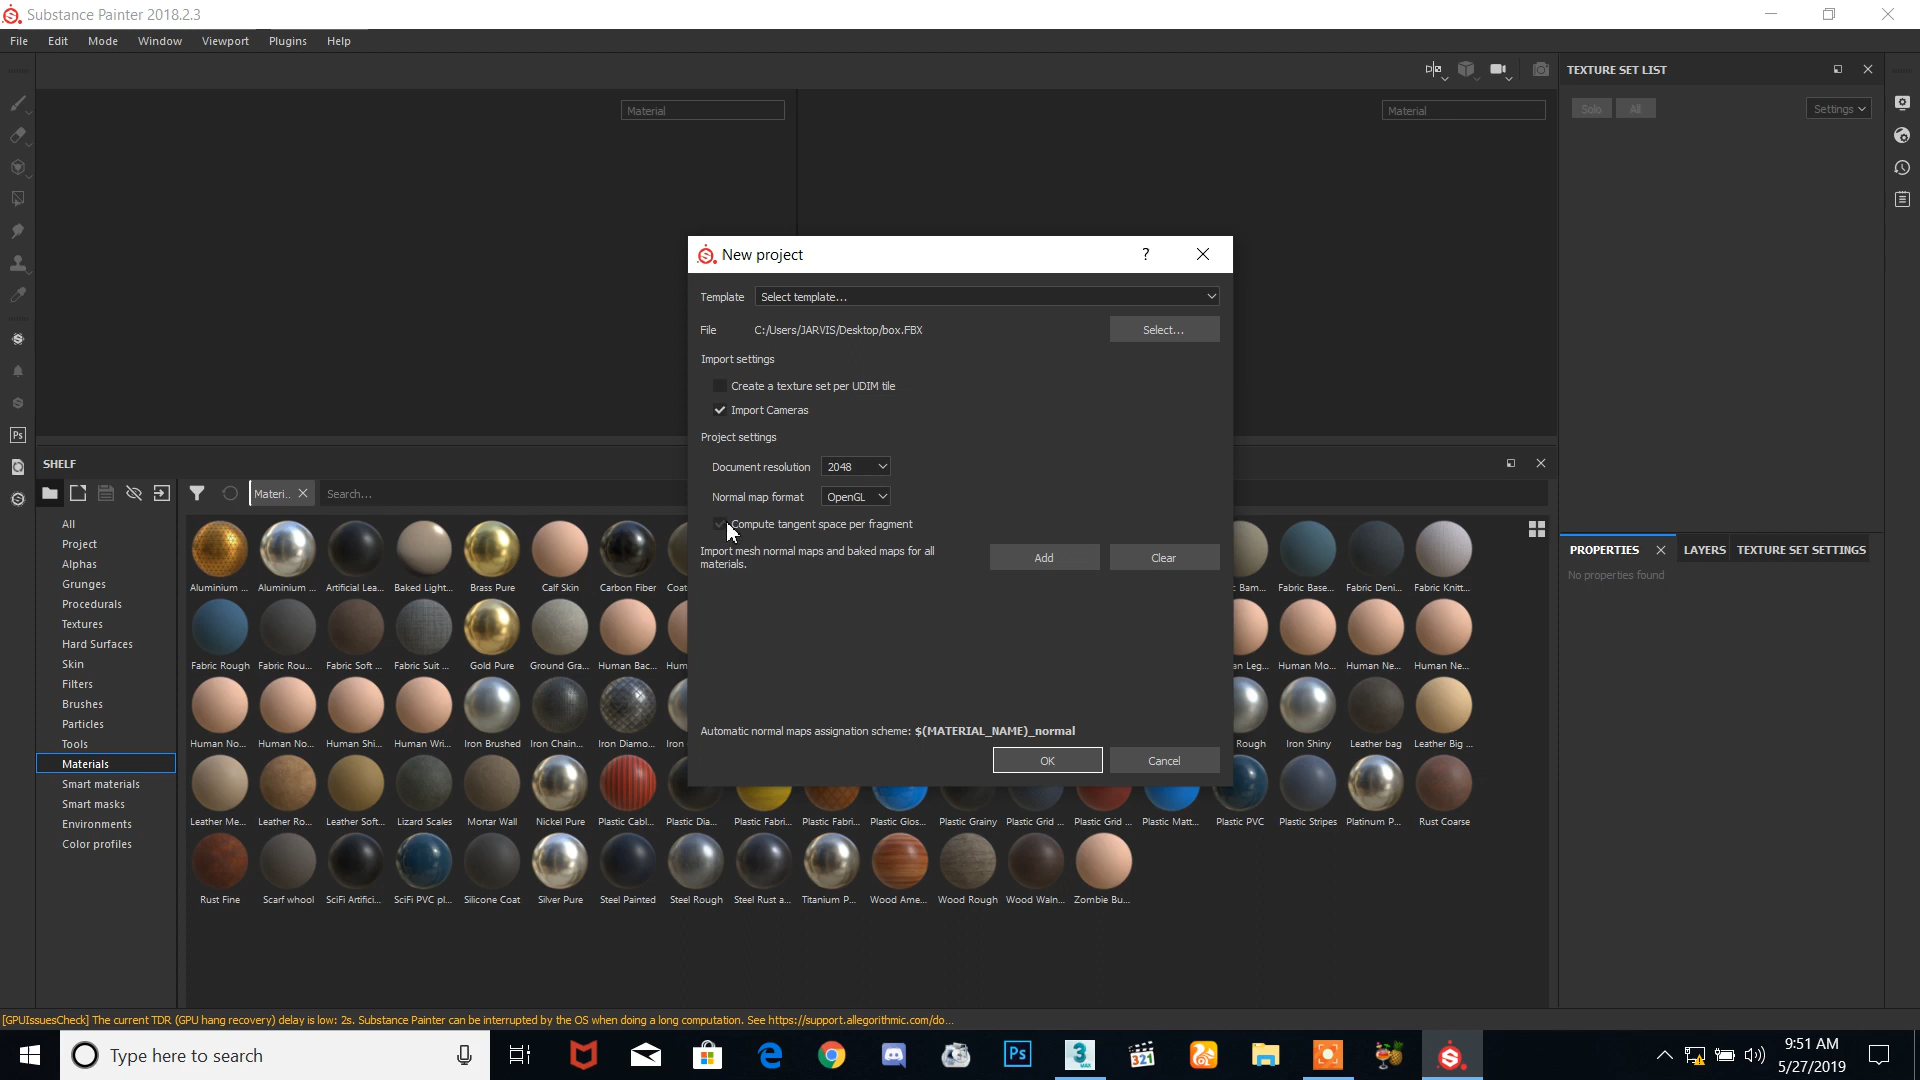 Substance Painter 2018.2.3
File Edit Mode Window Viewport Plugins Help
TEXTURE SET LIST
Material
Material
Solo All Settings
New project ?
Template Select template...
File C:/Users/JARVIS/Desktop/box.FBX Select...
Import settings
Create a texture set per UDIM tile
Import Cameras
Project settings
Document resolution 2048
Normal map format OpenGL
Compute tangent space per fragment
Import mesh normal maps and baked maps for all
materials.
Add Clear
Automatic normal maps assignation scheme: $(MATERIAL_NAME)_normal
OK Cancel
SHELF
Materi.. Search...
All
Project
Alphas
Grunges
Procedurals
Textures
Hard Surfaces
Skin
Filters
Brushes
Particles
Tools
Materials
Smart materials
Smart masks
Environments
Color profiles
Aluminium ... Aluminium ... Artificial Lea... Baked Light... Brass Pure Calf Skin Carbon Fiber Coat Bam... Fabric Base... Fabric Deni... Fabric Knitt...
Fabric Rough Fabric Rou... Fabric Soft ... Fabric Suit ... Gold Pure Ground Gra... Human Bac... Hum an Leg... Human Mo... Human Ne... Human Ne...
Human No... Human No... Human Shi... Human Wri... Iron Brushed Iron Chain... Iron Diamo... Iron Rough Iron Shiny Leather bag Leather Big ...
Leather Me... Leather Ro... Leather Soft... Lizard Scales Mortar Wall Nickel Pure Plastic Cabl... Plastic Dia... Plastic Fabri... Plastic Fabri... Plastic Glos... Plastic Grainy Plastic Grid ... Plastic Grid ... Plastic Matt... Plastic PVC Plastic Stripes Platinum P... Rust Coarse
Rust Fine Scarf whool SciFi Artifici... SciFi PVC pl... Silicone Coat Silver Pure Steel Painted Steel Rough Steel Rust a... Titanium P... Wood Ame... Wood Rough Wood Waln... Zombie Bu...
PROPERTIES LAYERS TEXTURE SET SETTINGS
No properties found
[GPUIssuesCheck] The current TDR (GPU hang recovery) delay is low: 2s. Substance Painter can be interrupted by the OS when doing a long computation. See https://support.allegorithmic.com/do...
Type here to search
Ps
Ps
3
MAX
321
9:51 AM
5/27/2019